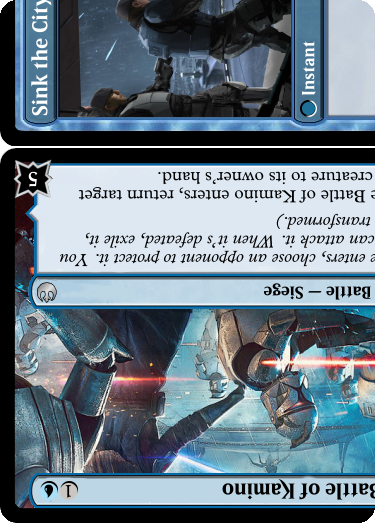 Sink the City
Instant
Battle of Kamino
1
Battle — Siege
e enters, choose an opponent to protect it. You
can attack it. When it's defeated, exile it,
transformed.)
e Battle of Kamino enters, return target
creature to its owner's hand.
5